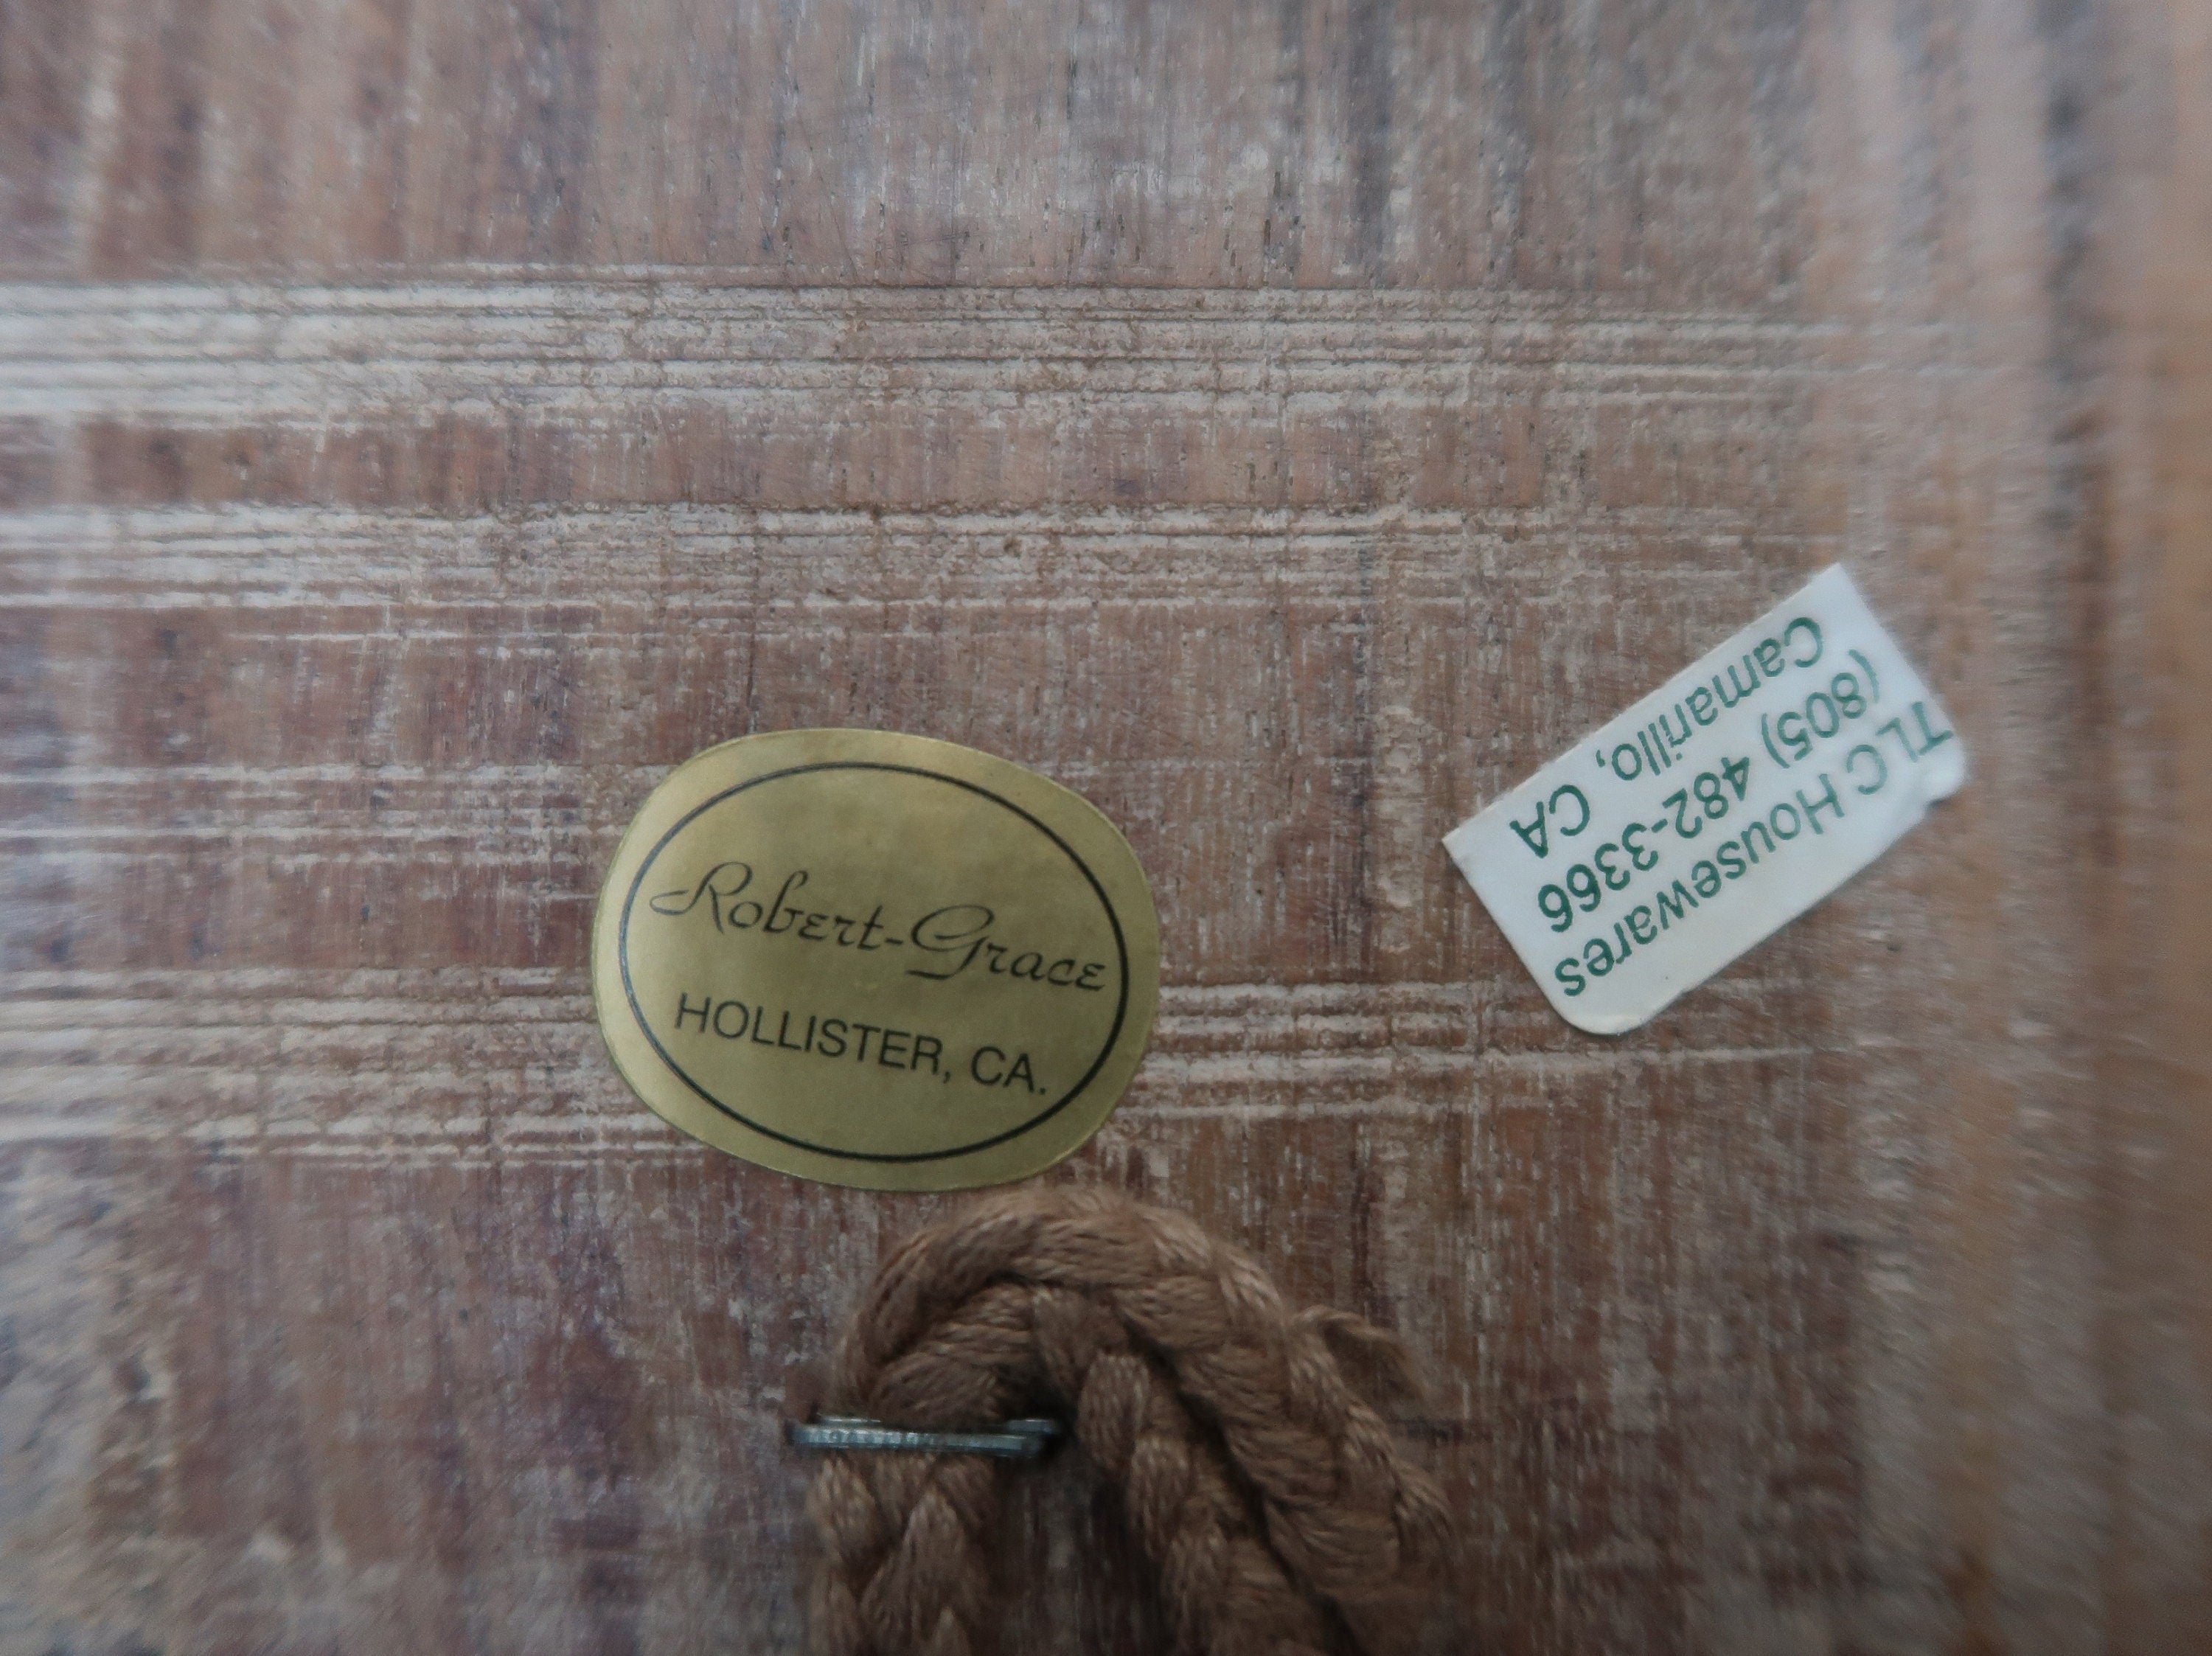 Robert-Grace
HOLLISTER, CA.
TLC Housewares
(805) 482-3366
Camarillo, CA